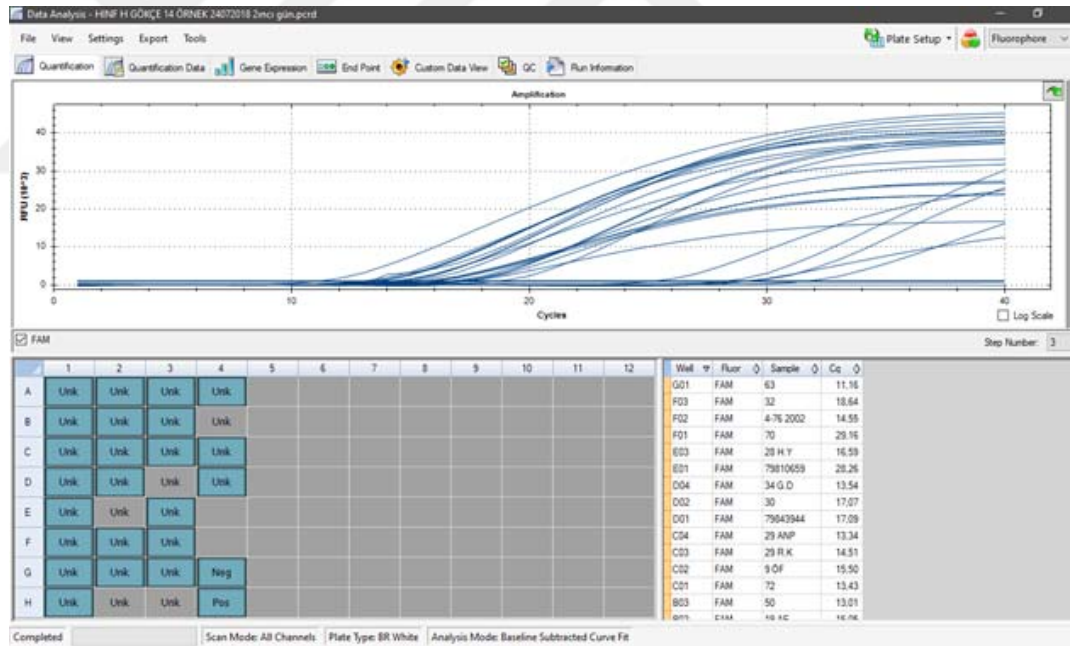 Data Analysis - HINF H GÖKÇE 14 ÖRNEK 24072018 2inci gün.pcrd
File View Settings Export Tools
Plate Setup Fluorophore
Quantification Quantification Data Gene Expression End Point Custom Data View QC Run Information
Amplification
RFU (10^3)
40
30
20
10
0
0 10 20 30 40
Cycles
Log Scale
FAM
Step Number: 3
1 2 3 4 5 6 7 8 9 10 11 12
A Unk Unk Unk Unk
B Unk Unk Unk Unk
C Unk Unk Unk Unk
D Unk Unk Unk Unk
E Unk Unk Unk
F Unk Unk Unk
G Unk Unk Unk Neg
H Unk Unk Unk Pos
Well Fluor Sample Cq
G01 FAM 63 11,16
F03 FAM 32 18,64
F02 FAM 4-76 2002 14,55
F01 FAM 70 29,16
E03 FAM 28 H.Y 16,59
E01 FAM 79810659 28,26
D04 FAM 34 G.D 13,54
D02 FAM 30 17,07
D01 FAM 79843944 17,09
C04 FAM 29 ANP 13,34
C03 FAM 29 R.K 14,51
C02 FAM 9 ÖF 15,50
C01 FAM 72 13,43
B03 FAM 50 13,01
Completed Scan Mode: All Channels Plate Type: BR White Analysis Mode: Baseline Subtracted Curve Fit